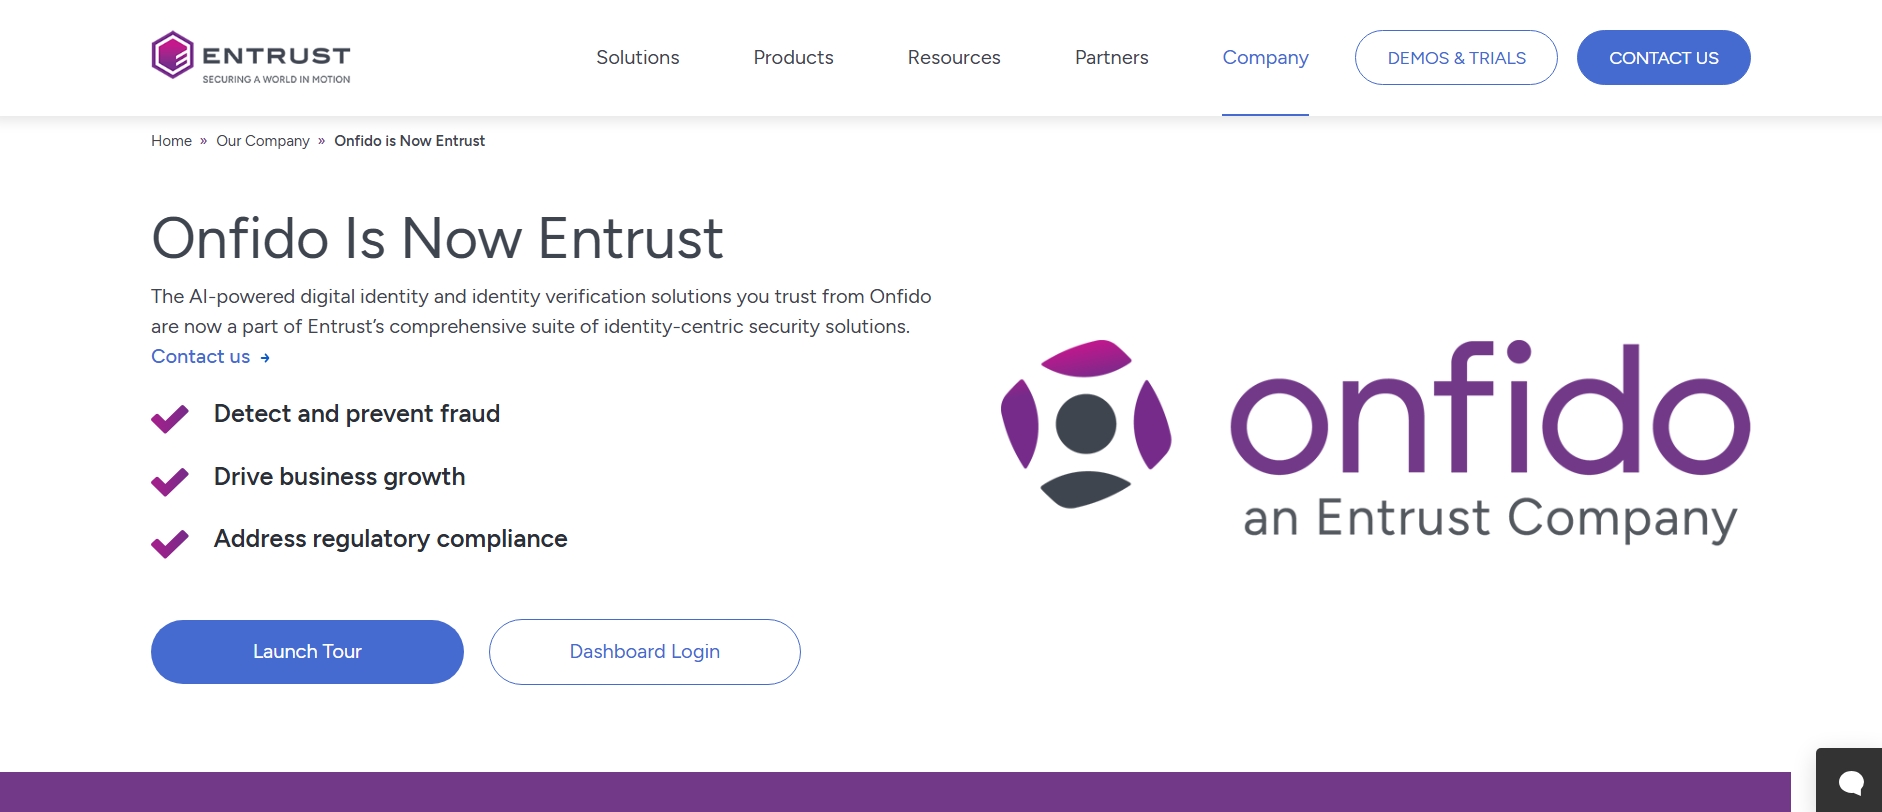 ENTRUST
SECURING A WORLD IN MOTION
Solutions
Products
Resources
Partners
Company
DEMOS & TRIALS
CONTACT US
Home » Our Company » Onfido is Now Entrust
Onfido Is Now Entrust
The AI-powered digital identity and identity verification solutions you trust from Onfido
are now a part of Entrust’s comprehensive suite of identity-centric security solutions.
Contact us →
Detect and prevent fraud
Drive business growth
Address regulatory compliance
Launch Tour
Dashboard Login
onfido
an Entrust Company